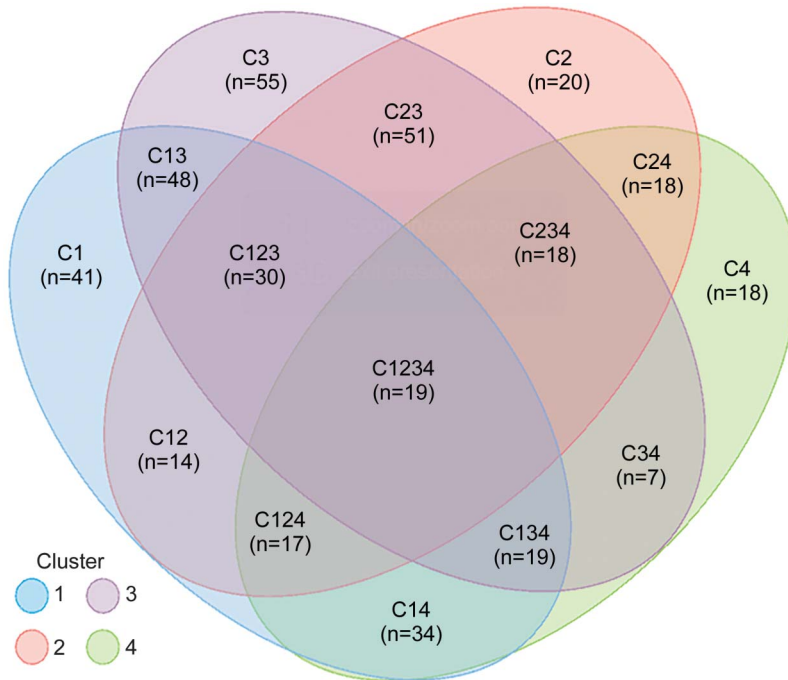 C3
(n=55)
C2
(n=20)
C23
(n=51)
C13
(n=48)
C24
(n=18)
C1
(n=41)
C123
(n=30)
C234
(n=18)
C4
(n=18)
C1234
(n=19)
C12
(n=14)
C34
(n=7)
C124
(n=17)
C134
(n=19)
C14
(n=34)
Cluster
1 3
2 4